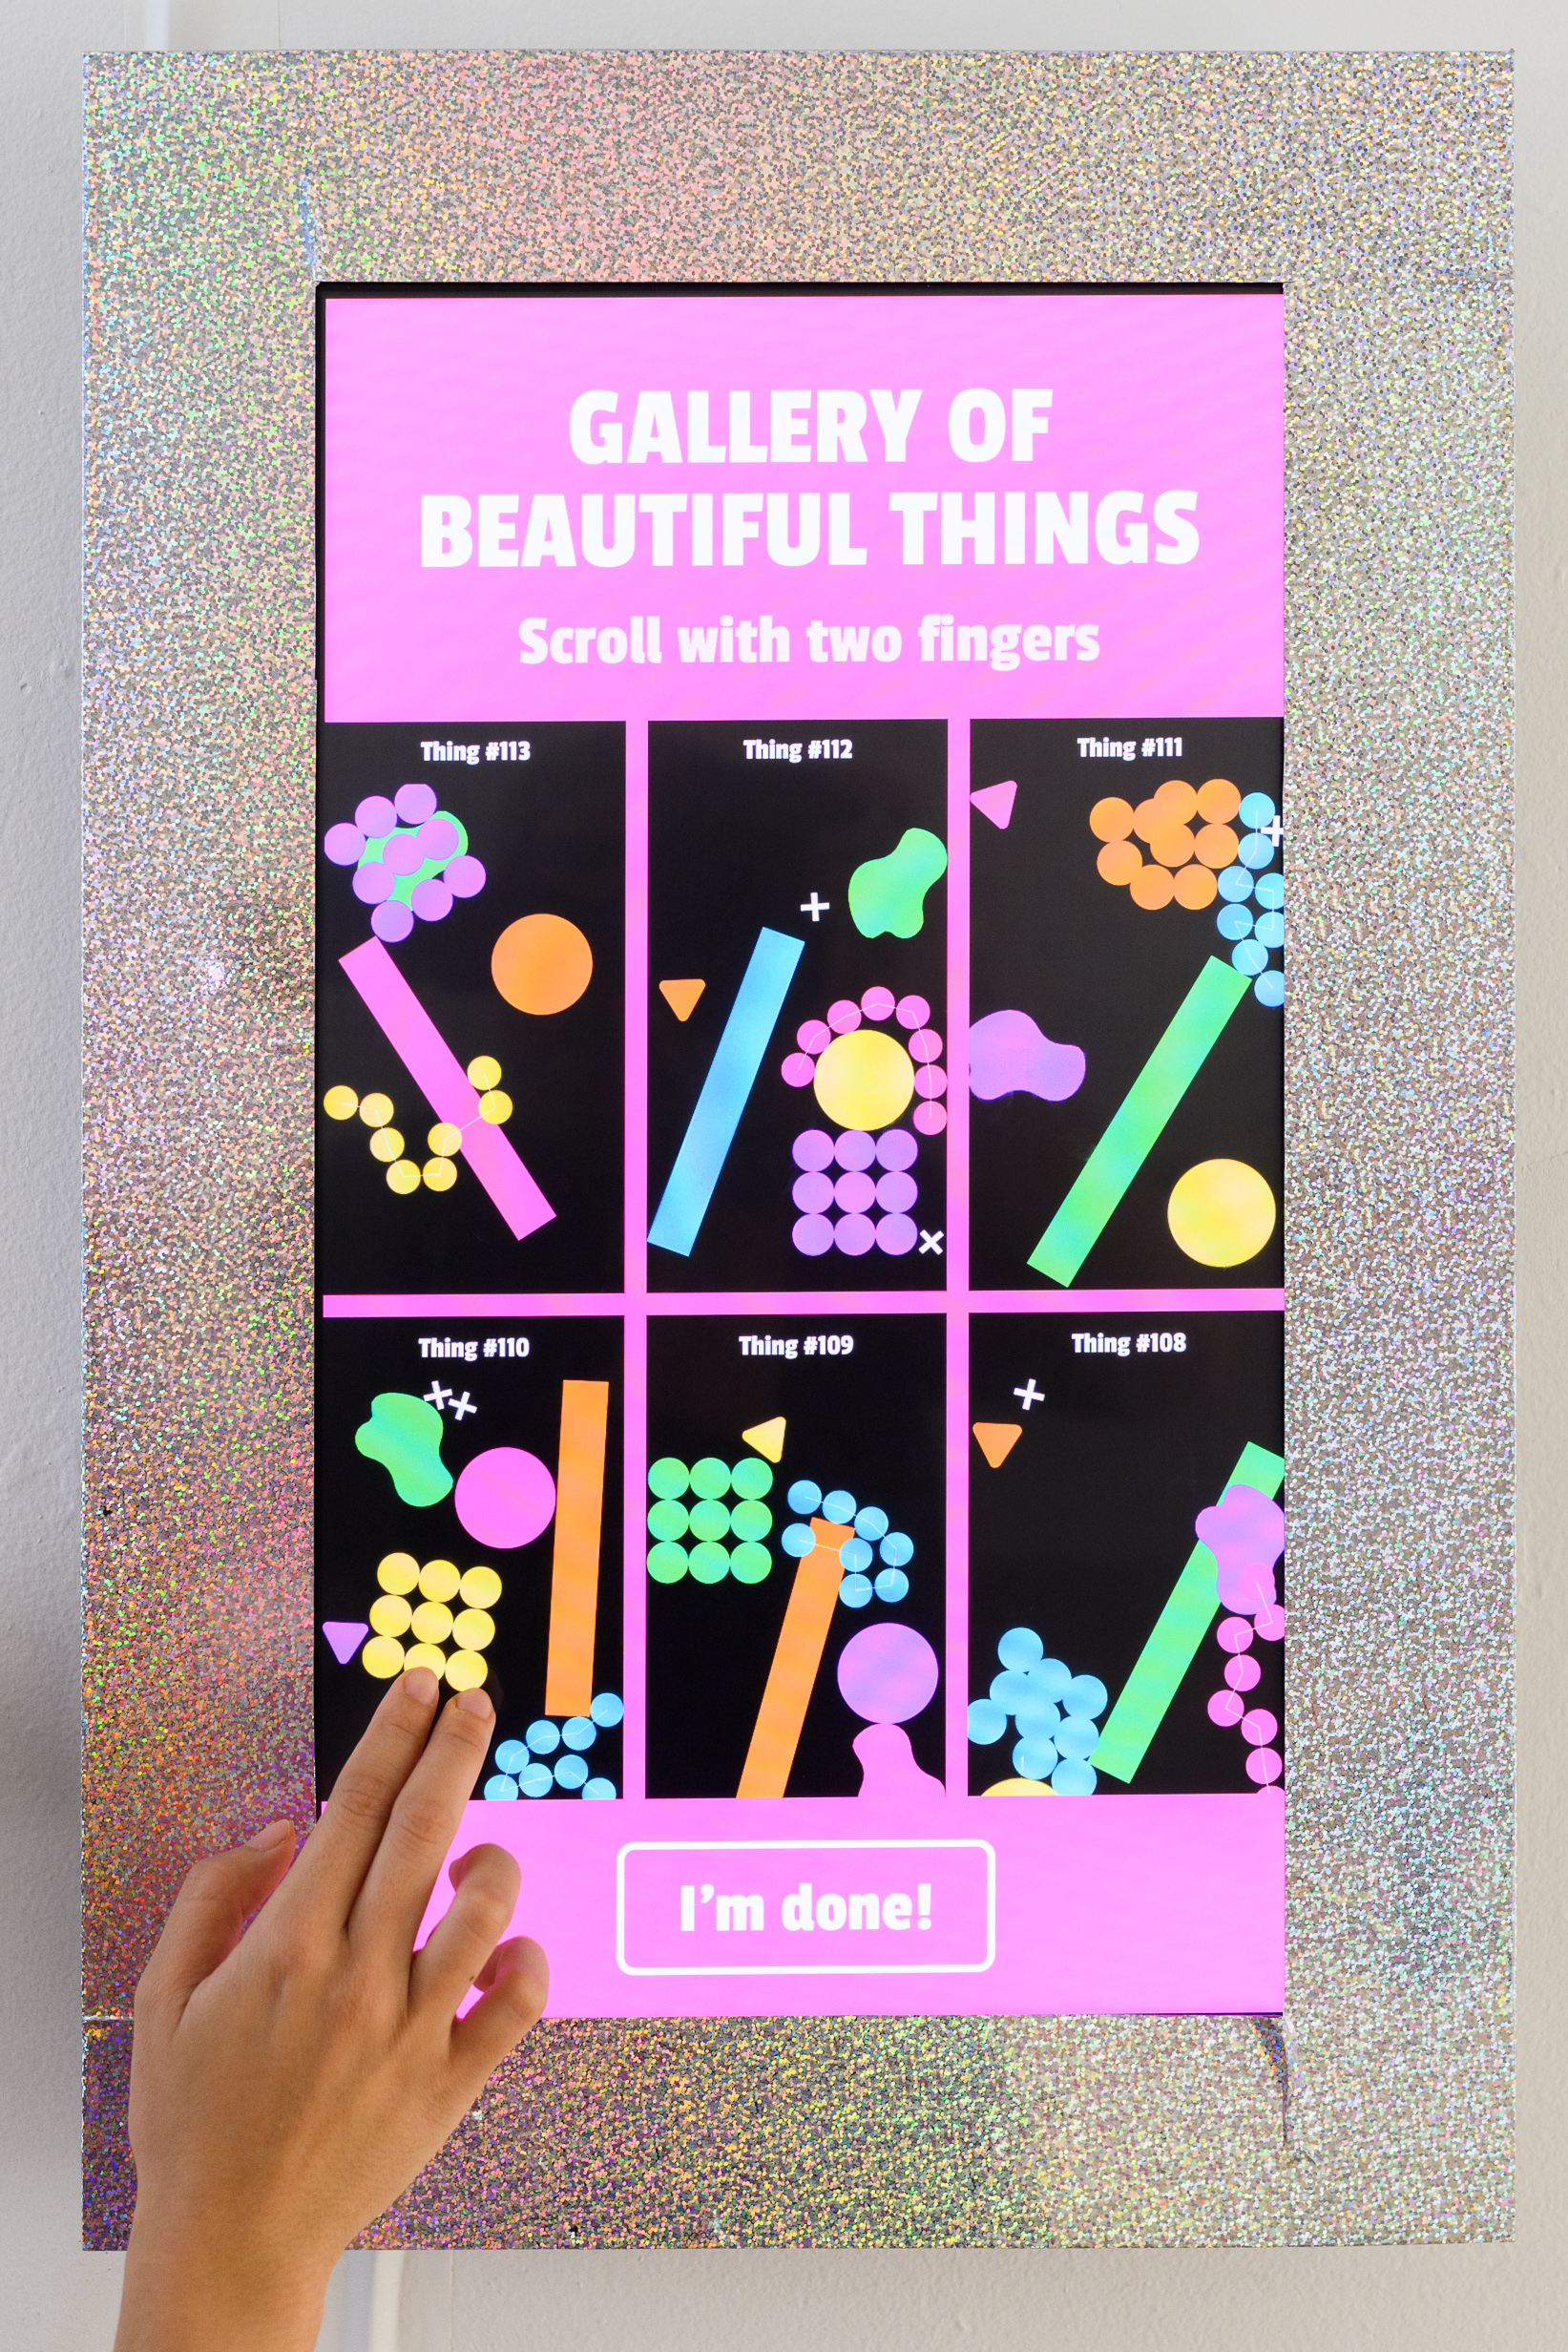 GALLERY OF
BEAUTIFUL THINGS
Scroll with two fingers
Thing #113
Thing #112
Thing #111
Thing #110
Thing #109
Thing #108
I'm done!